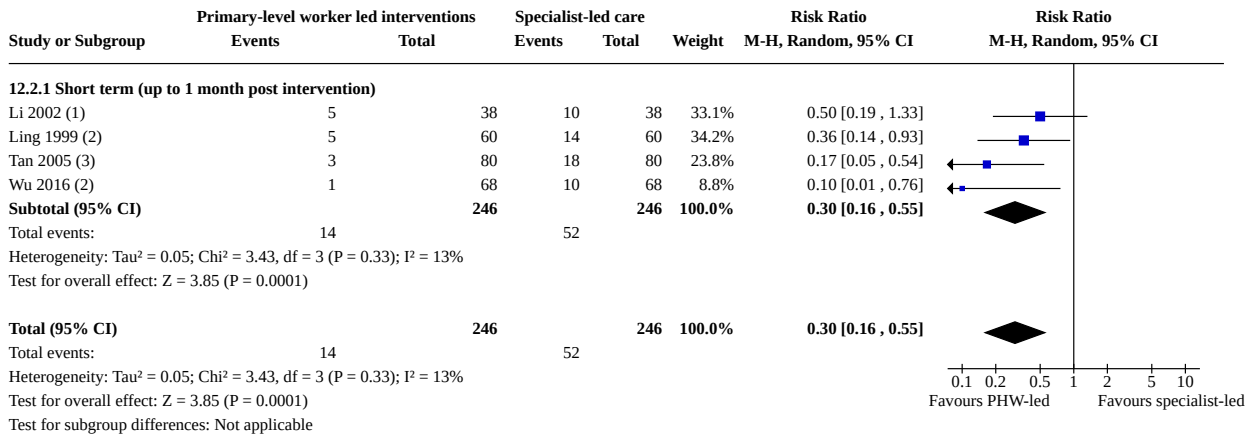 Primary-level worker led interventions Specialist-led care Risk Ratio Risk Ratio
Study or Subgroup Events Total Events Total Weight M-H, Random, 95% CI M-H, Random, 95% CI
12.2.1 Short term (up to 1 month post intervention)
Li 2002 (1) 5 38 10 38 33.1% 0.50 [0.19 , 1.33]
Ling 1999 (2) 5 60 14 60 34.2% 0.36 [0.14 , 0.93]
Tan 2005 (3) 3 80 18 80 23.8% 0.17 [0.05 , 0.54]
Wu 2016 (2) 1 68 10 68 8.8% 0.10 [0.01 , 0.76]
Subtotal (95% CI) 246 246 100.0% 0.30 [0.16 , 0.55]
Total events: 14 52
Heterogeneity: Tau² = 0.05; Chi² = 3.43, df = 3 (P = 0.33); I² = 13%
Test for overall effect: Z = 3.85 (P = 0.0001)
Total (95% CI) 246 246 100.0% 0.30 [0.16 , 0.55]
Total events: 14 52
Heterogeneity: Tau² = 0.05; Chi² = 3.43, df = 3 (P = 0.33); I² = 13%
0.1 0.2 0.5 1 2 5 10
Test for overall effect: Z = 3.85 (P = 0.0001) Favours PHW-led Favours specialist-led
Test for subgroup differences: Not applicable